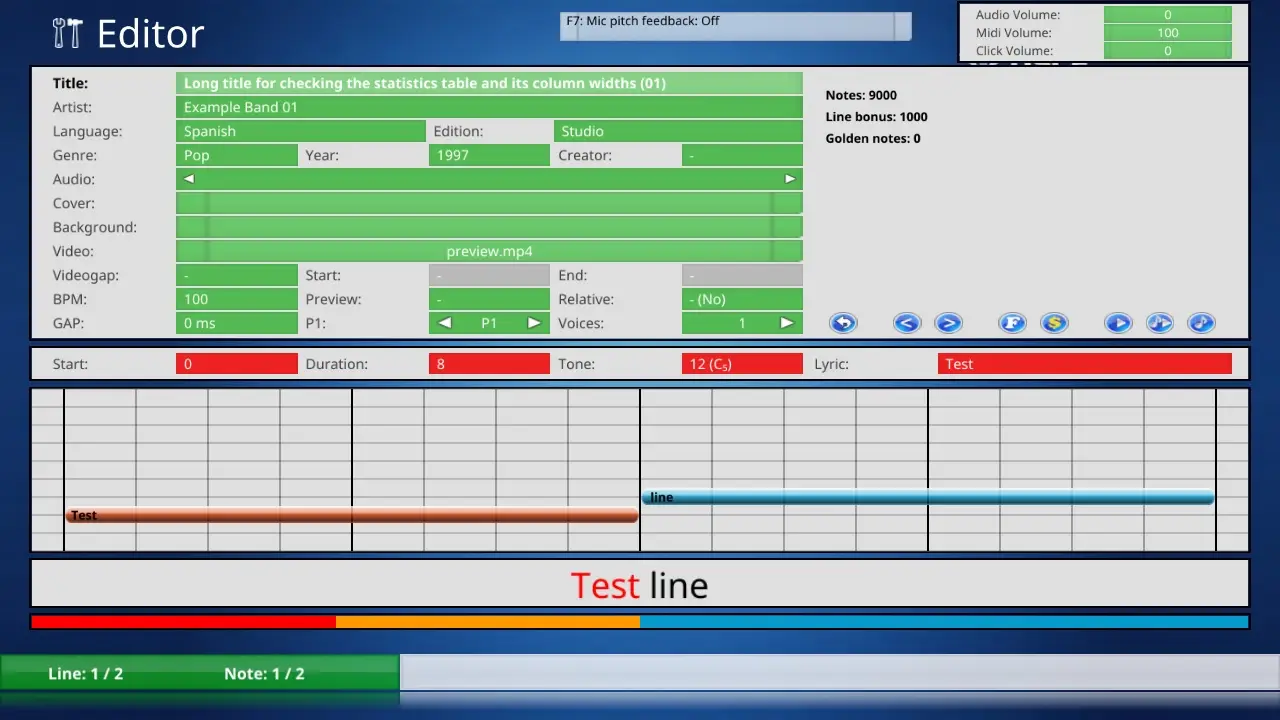 Editor
F7: Mic pitch feedback: Off
Audio Volume: 0
Midi Volume: 100
Click Volume: 0
Title: Long title for checking the statistics table and its column widths (01)
Artist: Example Band 01
Language: Spanish Edition: Studio
Genre: Pop Year: 1997 Creator: -
Audio:
Cover:
Background:
Video: preview.mp4
Videogap: - Start: - End: -
BPM: 100 Preview: - Relative: - (No)
GAP: 0 ms P1: P1 Voices: 1
Notes: 9000
Line bonus: 1000
Golden notes: 0
Start: 0 Duration: 8 Tone: 12 (C₅) Lyric: Test
line
Test
Test line
Line: 1 / 2 Note: 1 / 2